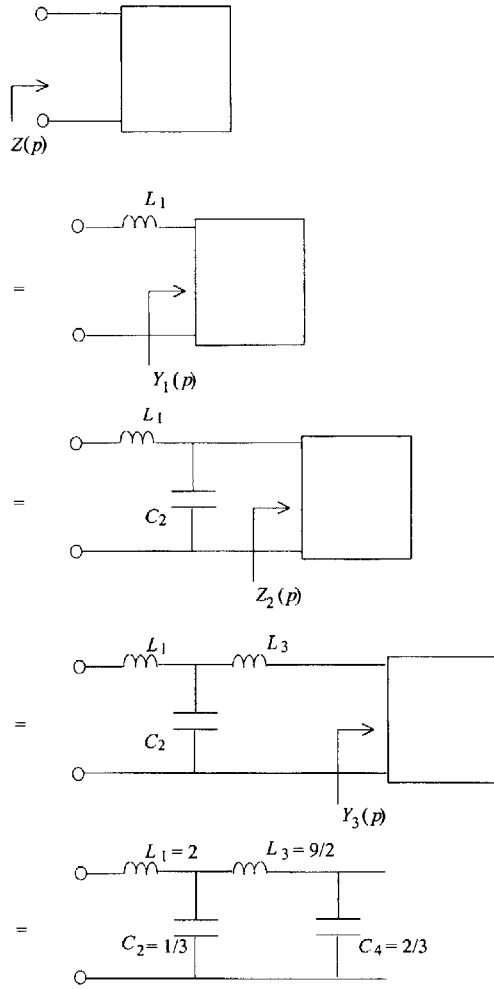 Z(p)
L1
=
Y1(p)
L1
=
C2
Z2(p)
L1 L3
=
C2
Y3(p)
L1 = 2 L3 = 9/2
=
C2 = 1/3 C4 = 2/3